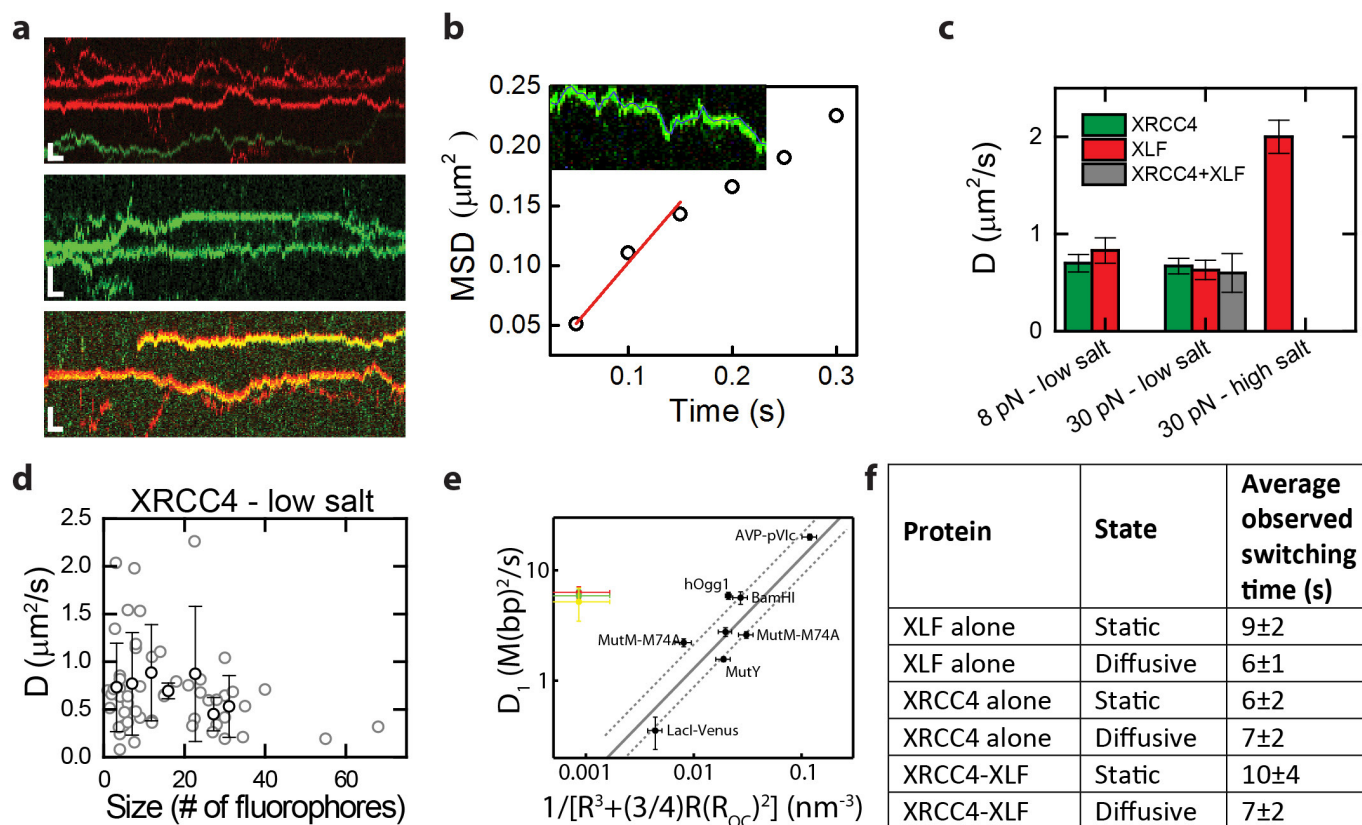 a
b
0.25
0.20
0.15
0.10
0.05
MSD (μm²)
0.1
0.2
0.3
Time (s)
c
2
1
0
D (μm²/s)
XRCC4
XLF
XRCC4+XLF
8 pN - low salt
30 pN - low salt
30 pN - high salt
d
XRCC4 - low salt
2.5
2.0
1.5
1.0
0.5
0.0
D (μm²/s)
0
20
40
60
Size (# of fluorophores)
e
10
1
D₁ (M(bp)²/s)
AVP-pVIc
hOgg1
BamHI
MutM-M74A
MutM-M74A
MutY
LacI-Venus
0.001
0.01
0.1
1/[R³+(3/4)R(R_OC)²] (nm⁻³)
f
Protein State Average
observed
switching
time (s)
XLF alone Static 9±2
XLF alone Diffusive 6±1
XRCC4 alone Static 6±2
XRCC4 alone Diffusive 7±2
XRCC4-XLF Static 10±4
XRCC4-XLF Diffusive 7±2